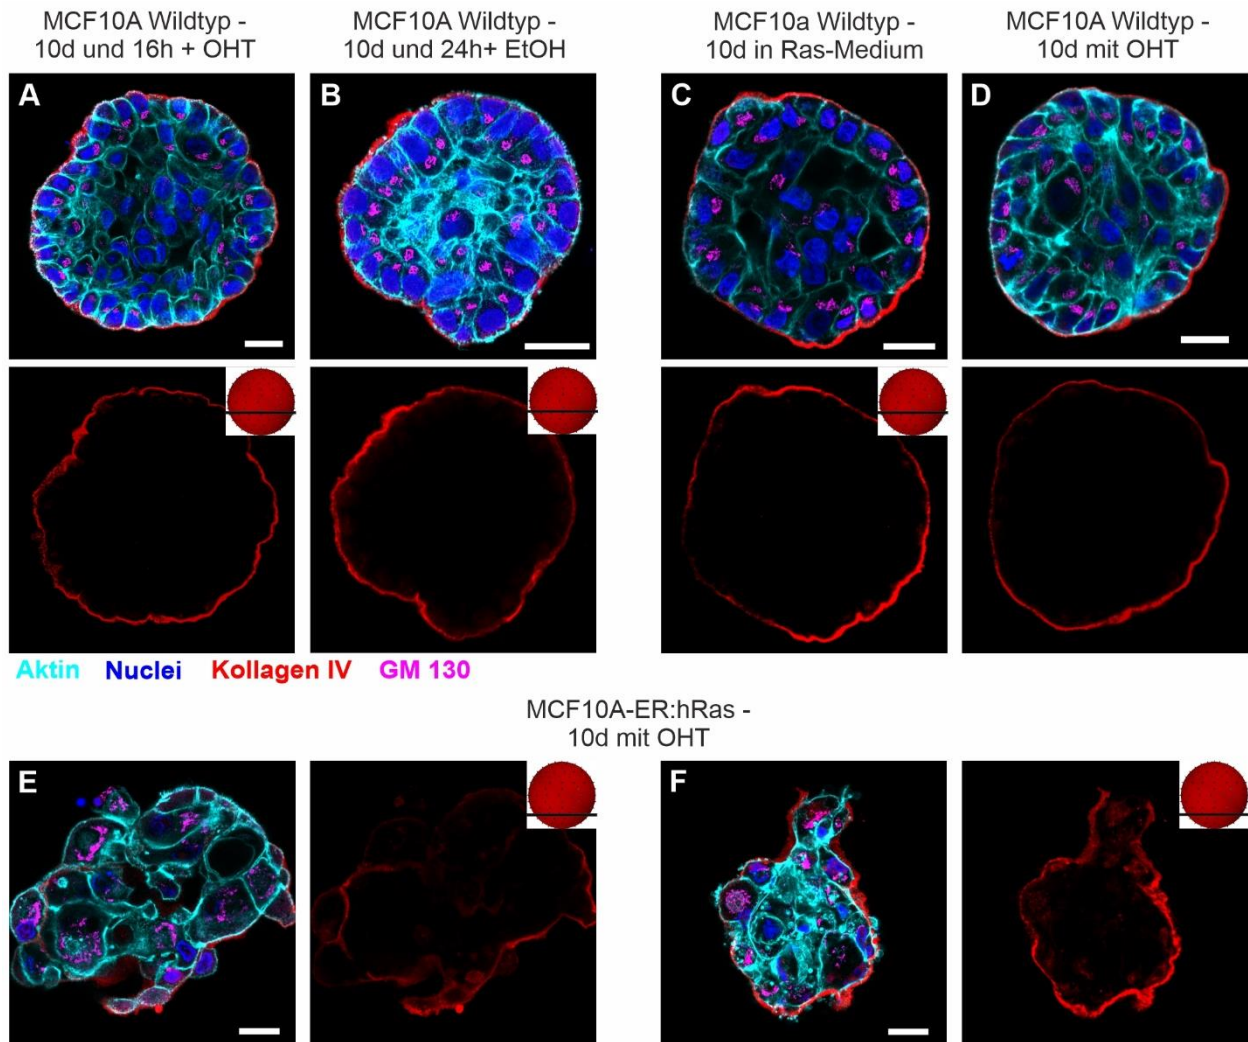 MCF10A Wildtyp -
10d und 16h + OHT
MCF10A Wildtyp -
10d und 24h+ EtOH
MCF10a Wildtyp -
10d in Ras-Medium
MCF10A Wildtyp -
10d mit OHT
A
B
C
D
Aktin Nuclei Kollagen IV GM 130
MCF10A-ER:hRas -
10d mit OHT
E
F